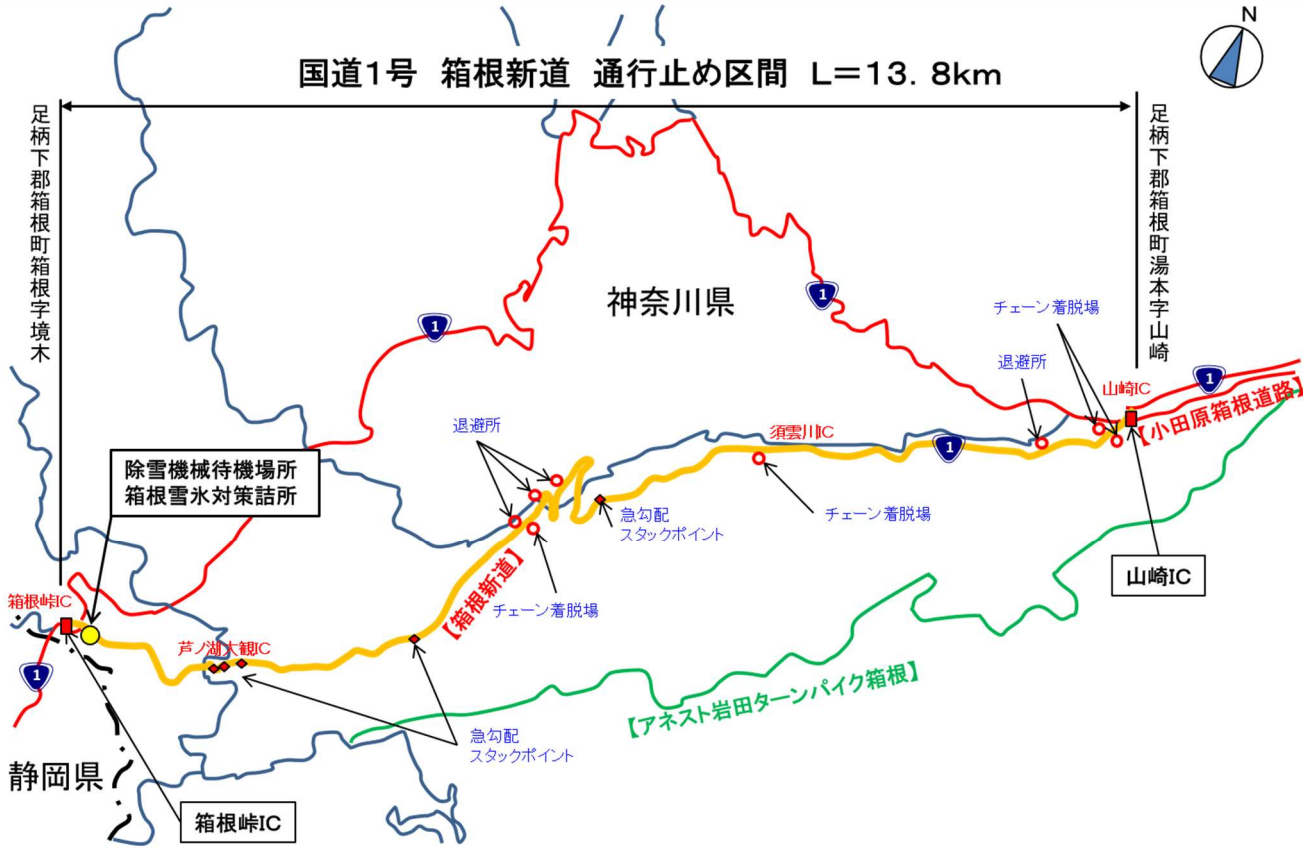 N
国道1号 箱根新道 通行止め区間 L=13.8km
足柄下郡箱根町箱根字境木
足柄下郡箱根町湯本字山崎
神奈川県
1
1
チェーン着脱場
退避所
山崎IC
1
【小田原箱根道路】
退避所
須雲川IC
1
除雪機械待機場所
箱根雪氷対策詰所
急勾配
スタックポイント
チェーン着脱場
山崎IC
【箱根新道】
チェーン着脱場
箱根峠IC
芦ノ湖大観IC
1
【アネスト岩田ターンパイク箱根】
急勾配
スタックポイント
静岡県
箱根峠IC